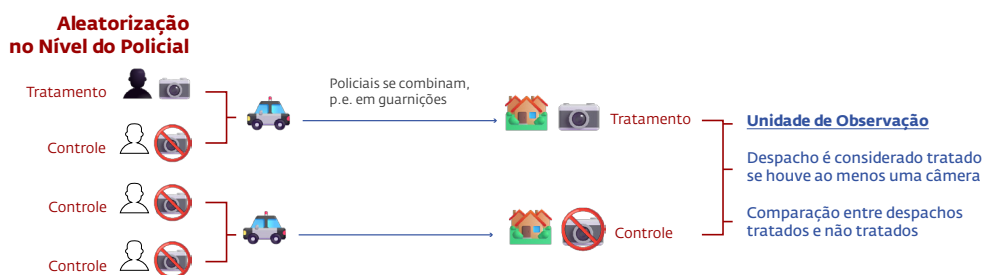 Aleatorização
no Nível do Policial
Tratamento
Controle
Controle
Controle
Policiais se combinam,
p.e. em guarnições
Tratamento
Controle
Unidade de Observação
Despacho é considerado tratado
se houve ao menos uma câmera
Comparação entre despachos
tratados e não tratados